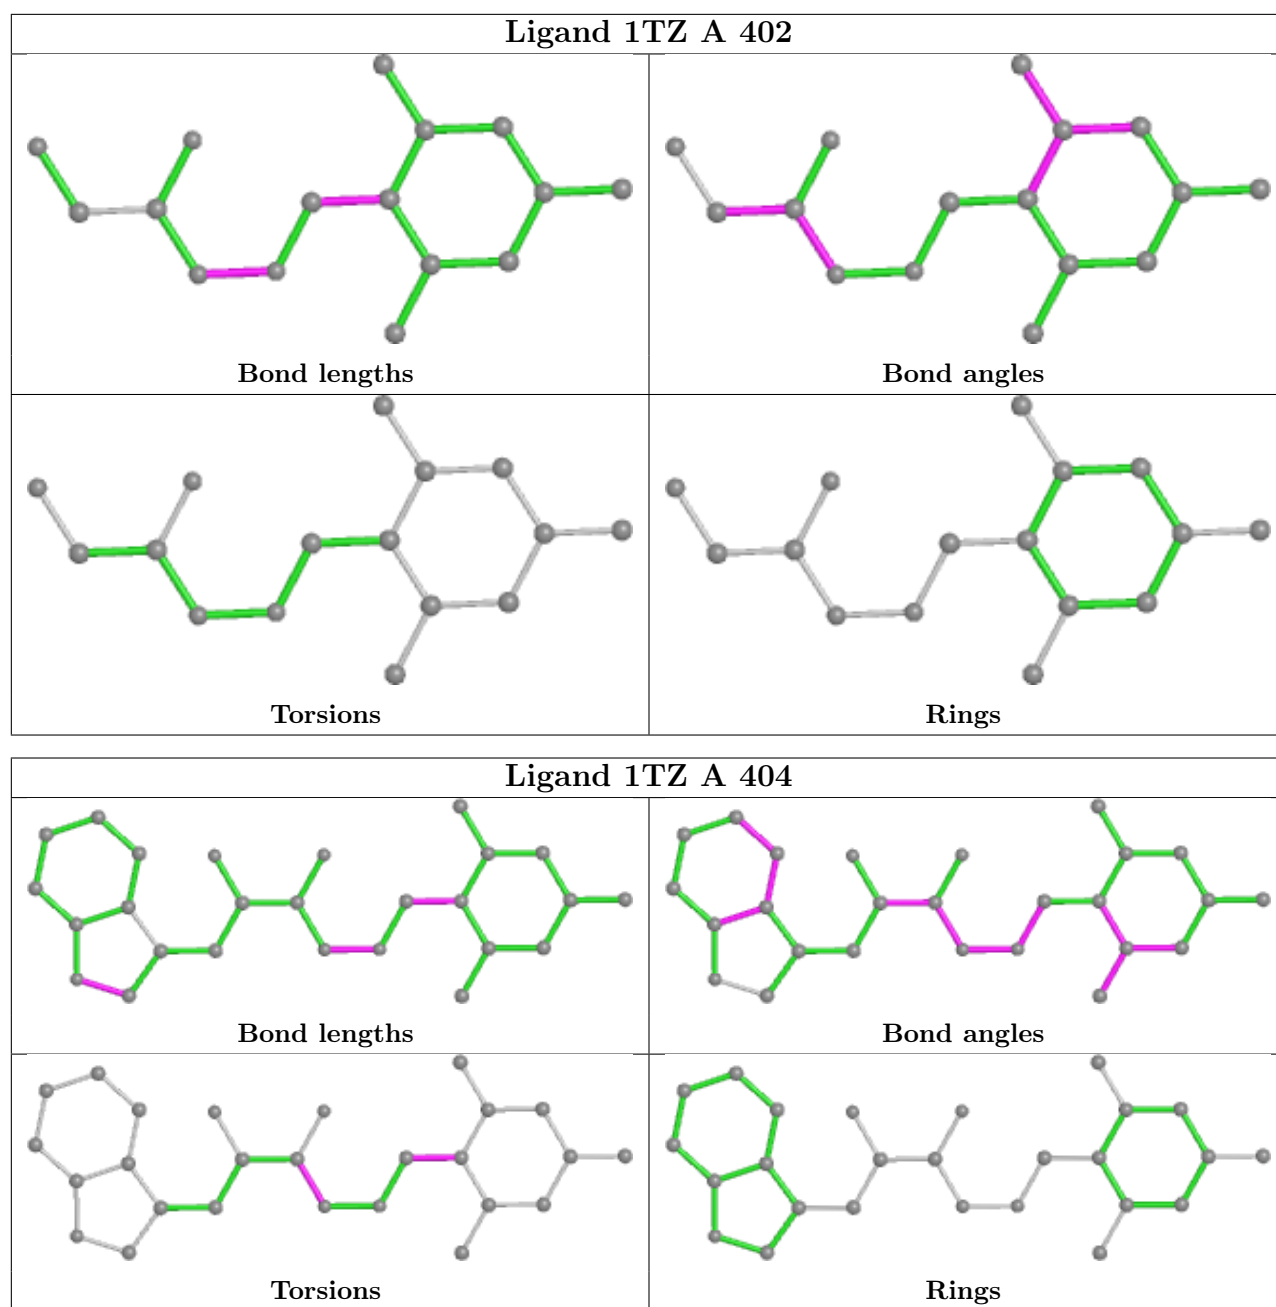 Ligand 1TZ A 402
Bond lengths
Bond angles
Torsions
Rings
Ligand 1TZ A 404
Bond lengths
Bond angles
Torsions
Rings